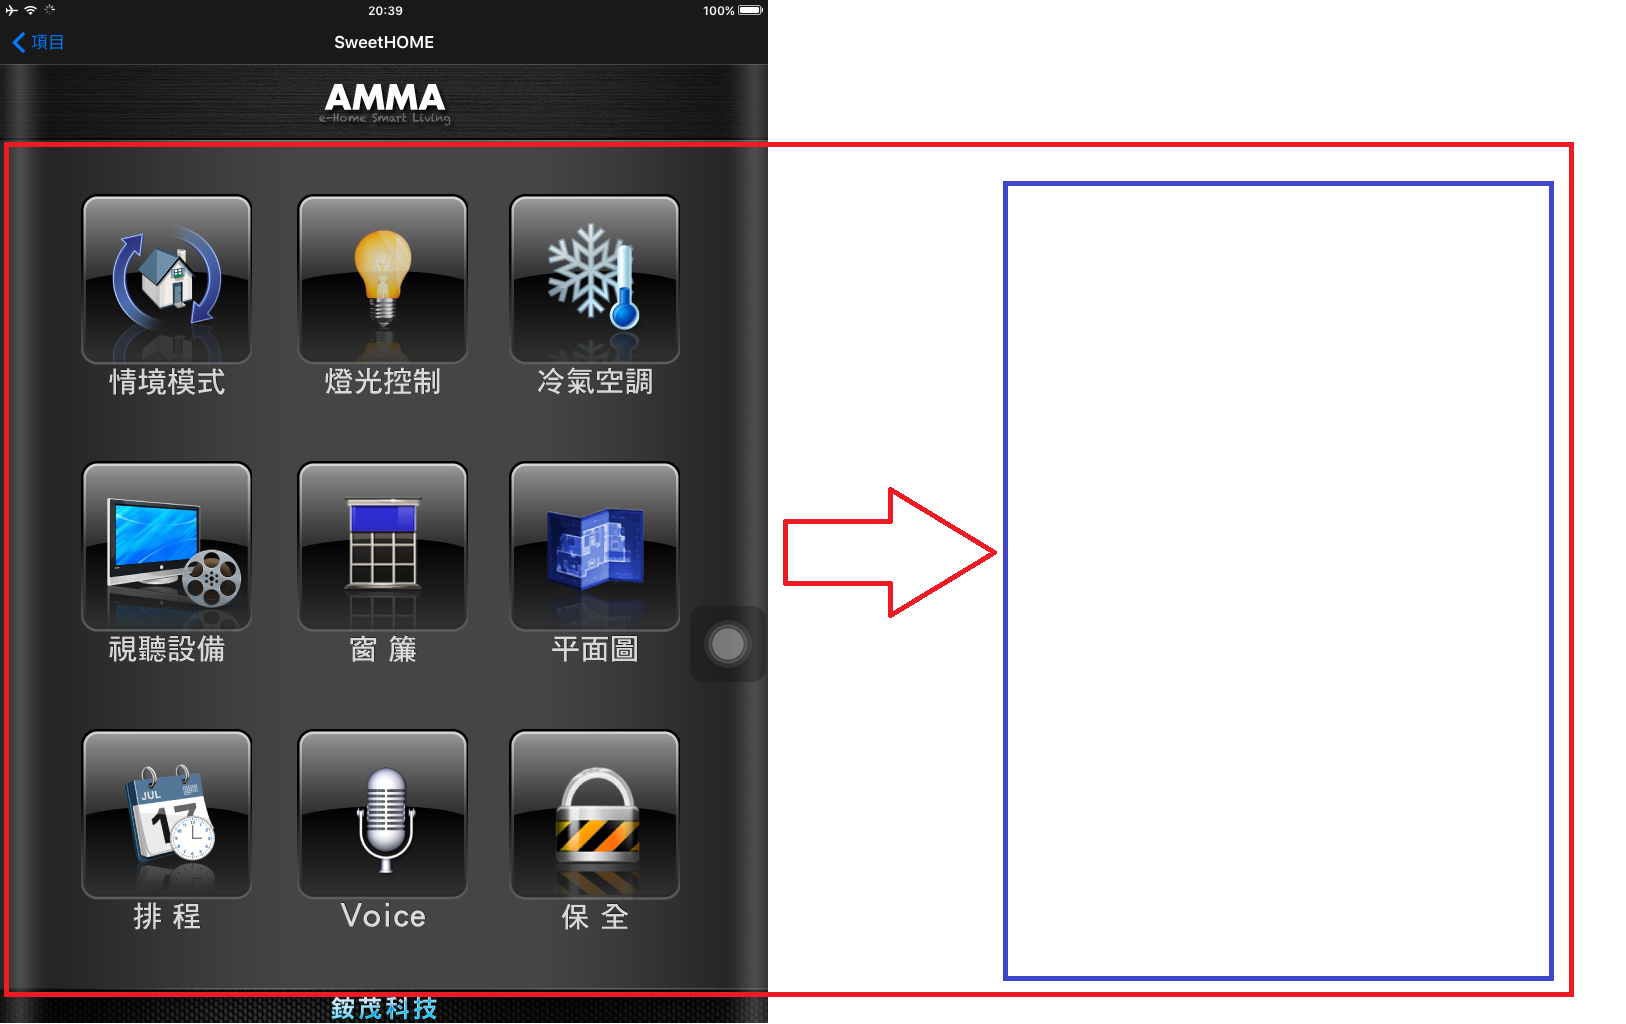 20:39
100%
項目
SweetHOME
AMMA
e-Home Smart Living
情境模式
燈光控制
冷氣空調
視聽設備
窗 簾
平面圖
JUL
17
排 程
Voice
保 全
銨茂科技